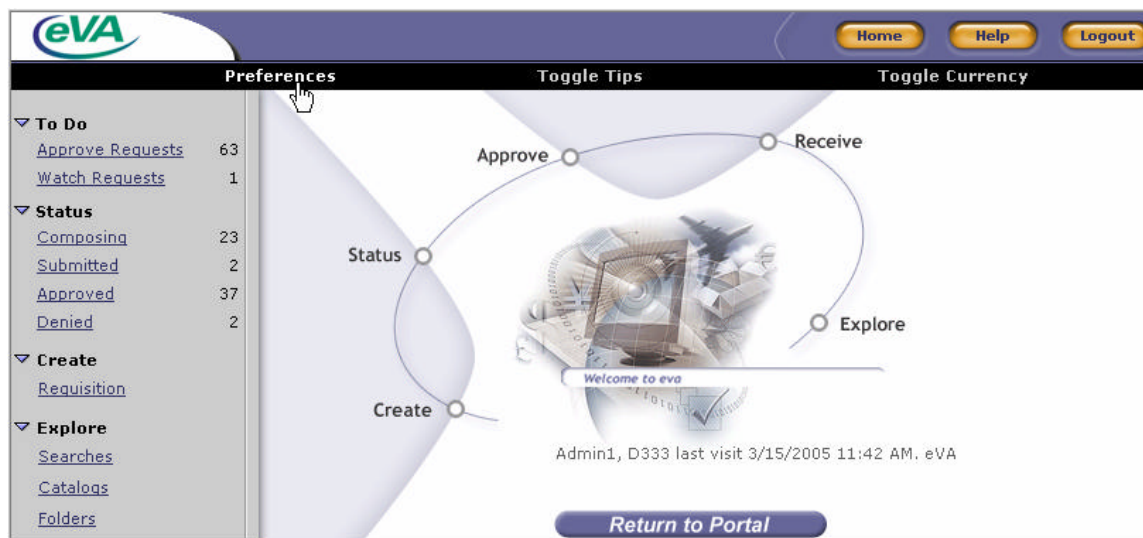 eVA
Home Help Logout
Preferences Toggle Tips Toggle Currency
To Do
Approve Requests 63
Watch Requests 1
Status
Composing 23
Submitted 2
Approved 37
Denied 2
Create
Requisition
Explore
Searches
Catalogs
Folders
Approve
Receive
Status
Explore
Welcome to eva
Create
Admin1, D333 last visit 3/15/2005 11:42 AM. eVA
Return to Portal